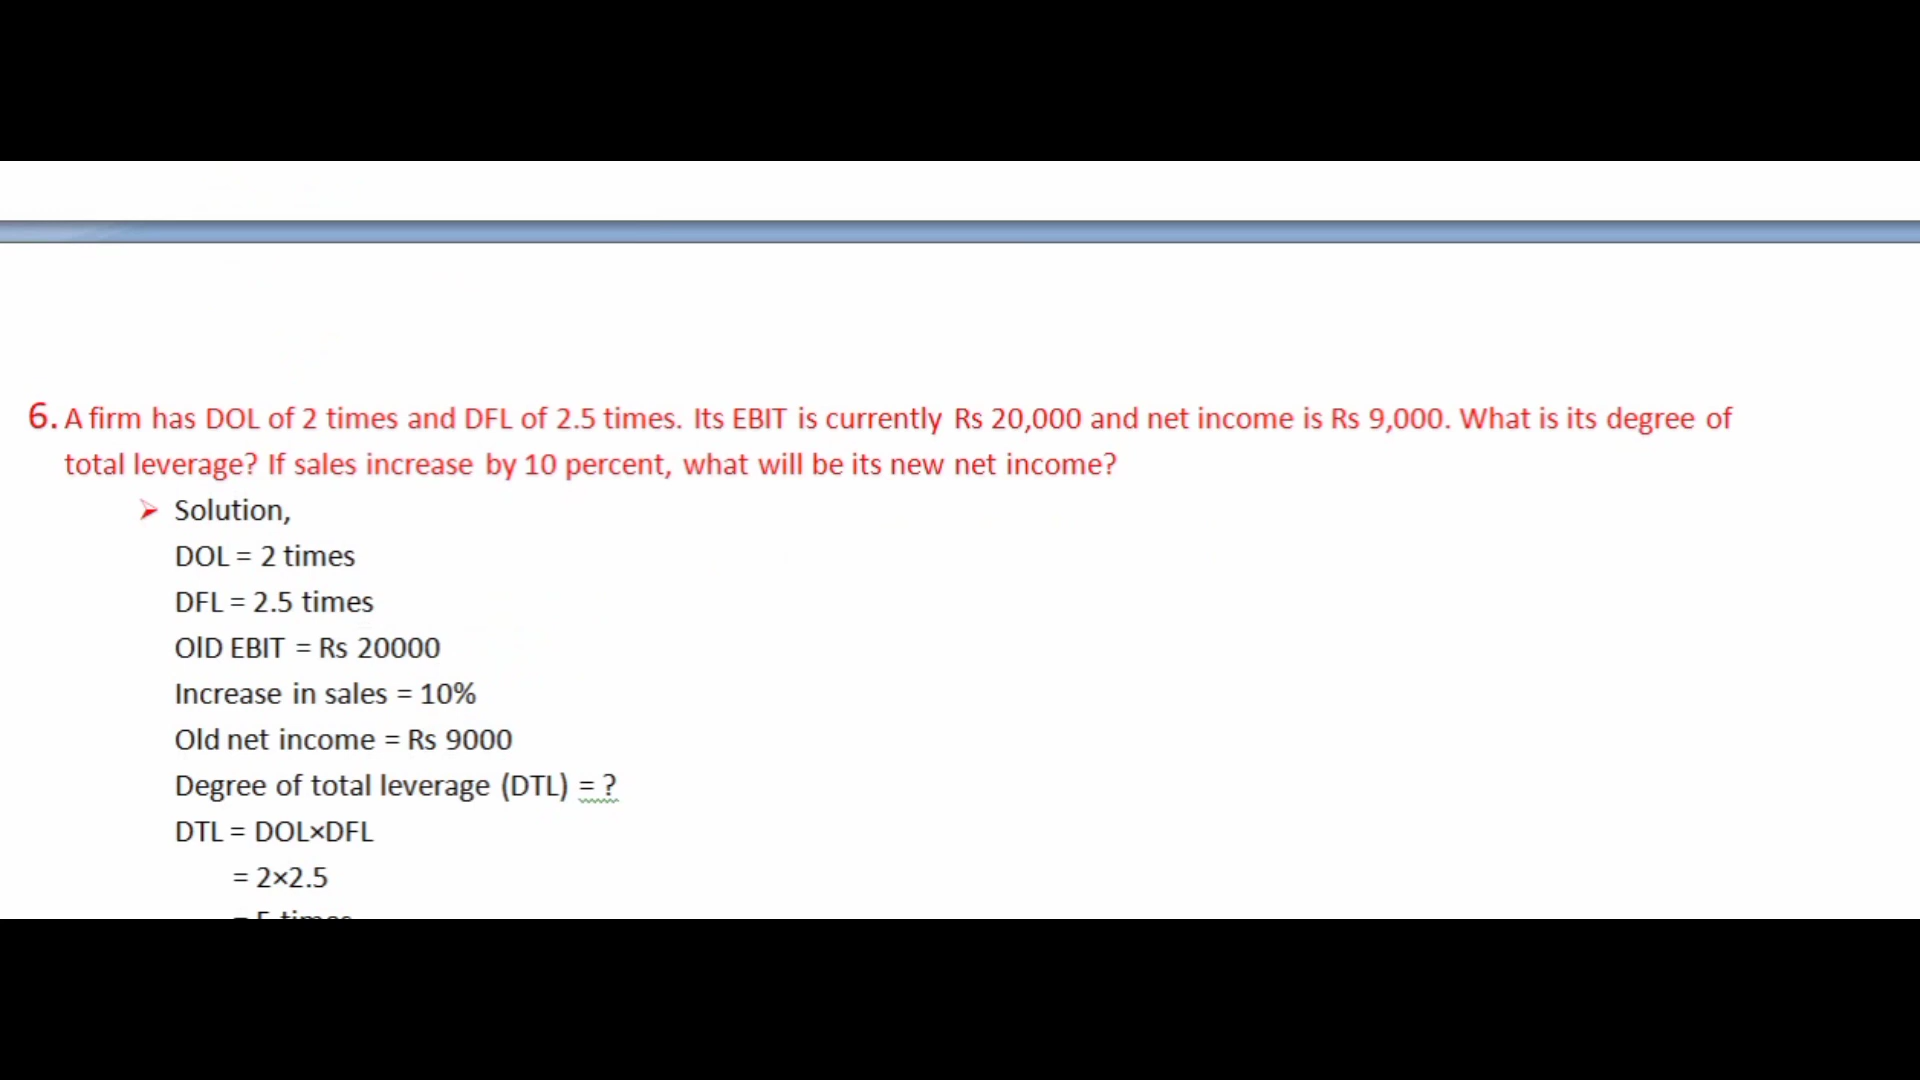 6. A firm has DOL of 2 times and DFL of 2.5 times. Its EBIT is currently Rs 20,000 and net income is Rs 9,000. What is its degree of
total leverage? If sales increase by 10 percent, what will be its new net income?
➢ Solution,
DOL = 2 times
DFL = 2.5 times
OlD EBIT = Rs 20000
Increase in sales = 10%
Old net income = Rs 9000
Degree of total leverage (DTL) = ?
DTL = DOL×DFL
= 2×2.5
= 5 times